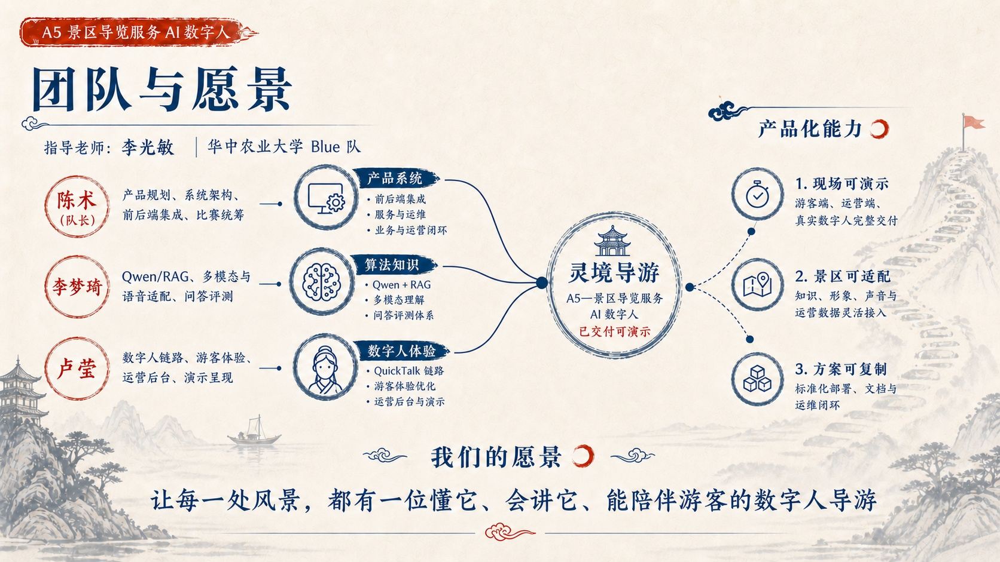 A5 景区导览服务 AI 数字人
团队与愿景
指导老师：李光敏 | 华中农业大学 Blue 队
陈术
（队长）
产品规划、系统架构、
前后端集成、比赛统筹
产品系统
• 前后端集成
• 服务与运维
• 业务与运营闭环
李梦琦
Qwen/RAG、多模态与
语音适配、问答评测
算法知识
• Qwen + RAG
• 多模态理解
• 问答评测体系
卢莹
数字人链路、游客体验、
运营后台、演示呈现
数字人体验
• QuickTalk 链路
• 游客体验优化
• 运营后台与演示
灵境导游
A5—景区导览服务
AI 数字人
已交付可演示
产品化能力
1. 现场可演示
游客端、运营端、
真实数字人完整交付
2. 景区可适配
知识、形象、声音与
运营数据灵活接入
3. 方案可复制
标准化部署、文档与
运维闭环
我们的愿景
让每一处风景，都有一位懂它、会讲它、能陪伴游客的数字人导游